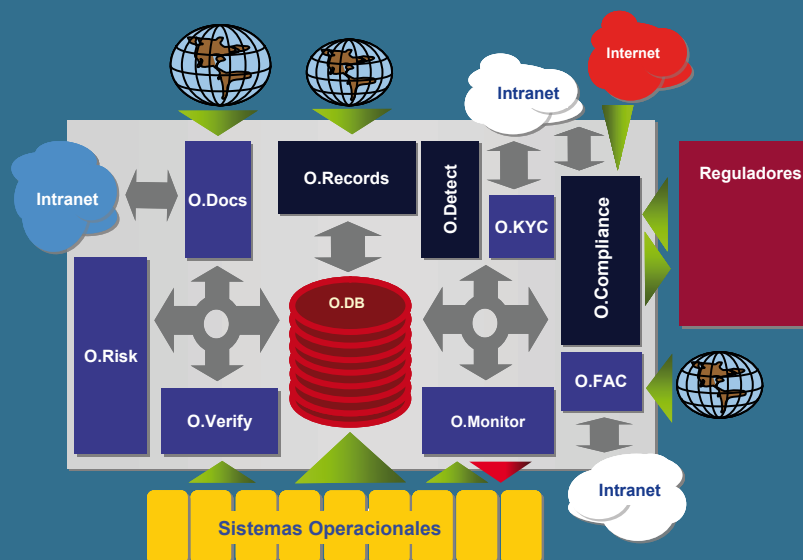 Internet
Intranet
Reguladores
O.Records
O.Detect
O.Docs
Intranet
O.KYC
O.Compliance
O.DB
O.Risk
O.FAC
O.Verify
O.Monitor
Intranet
Sistemas Operacionales